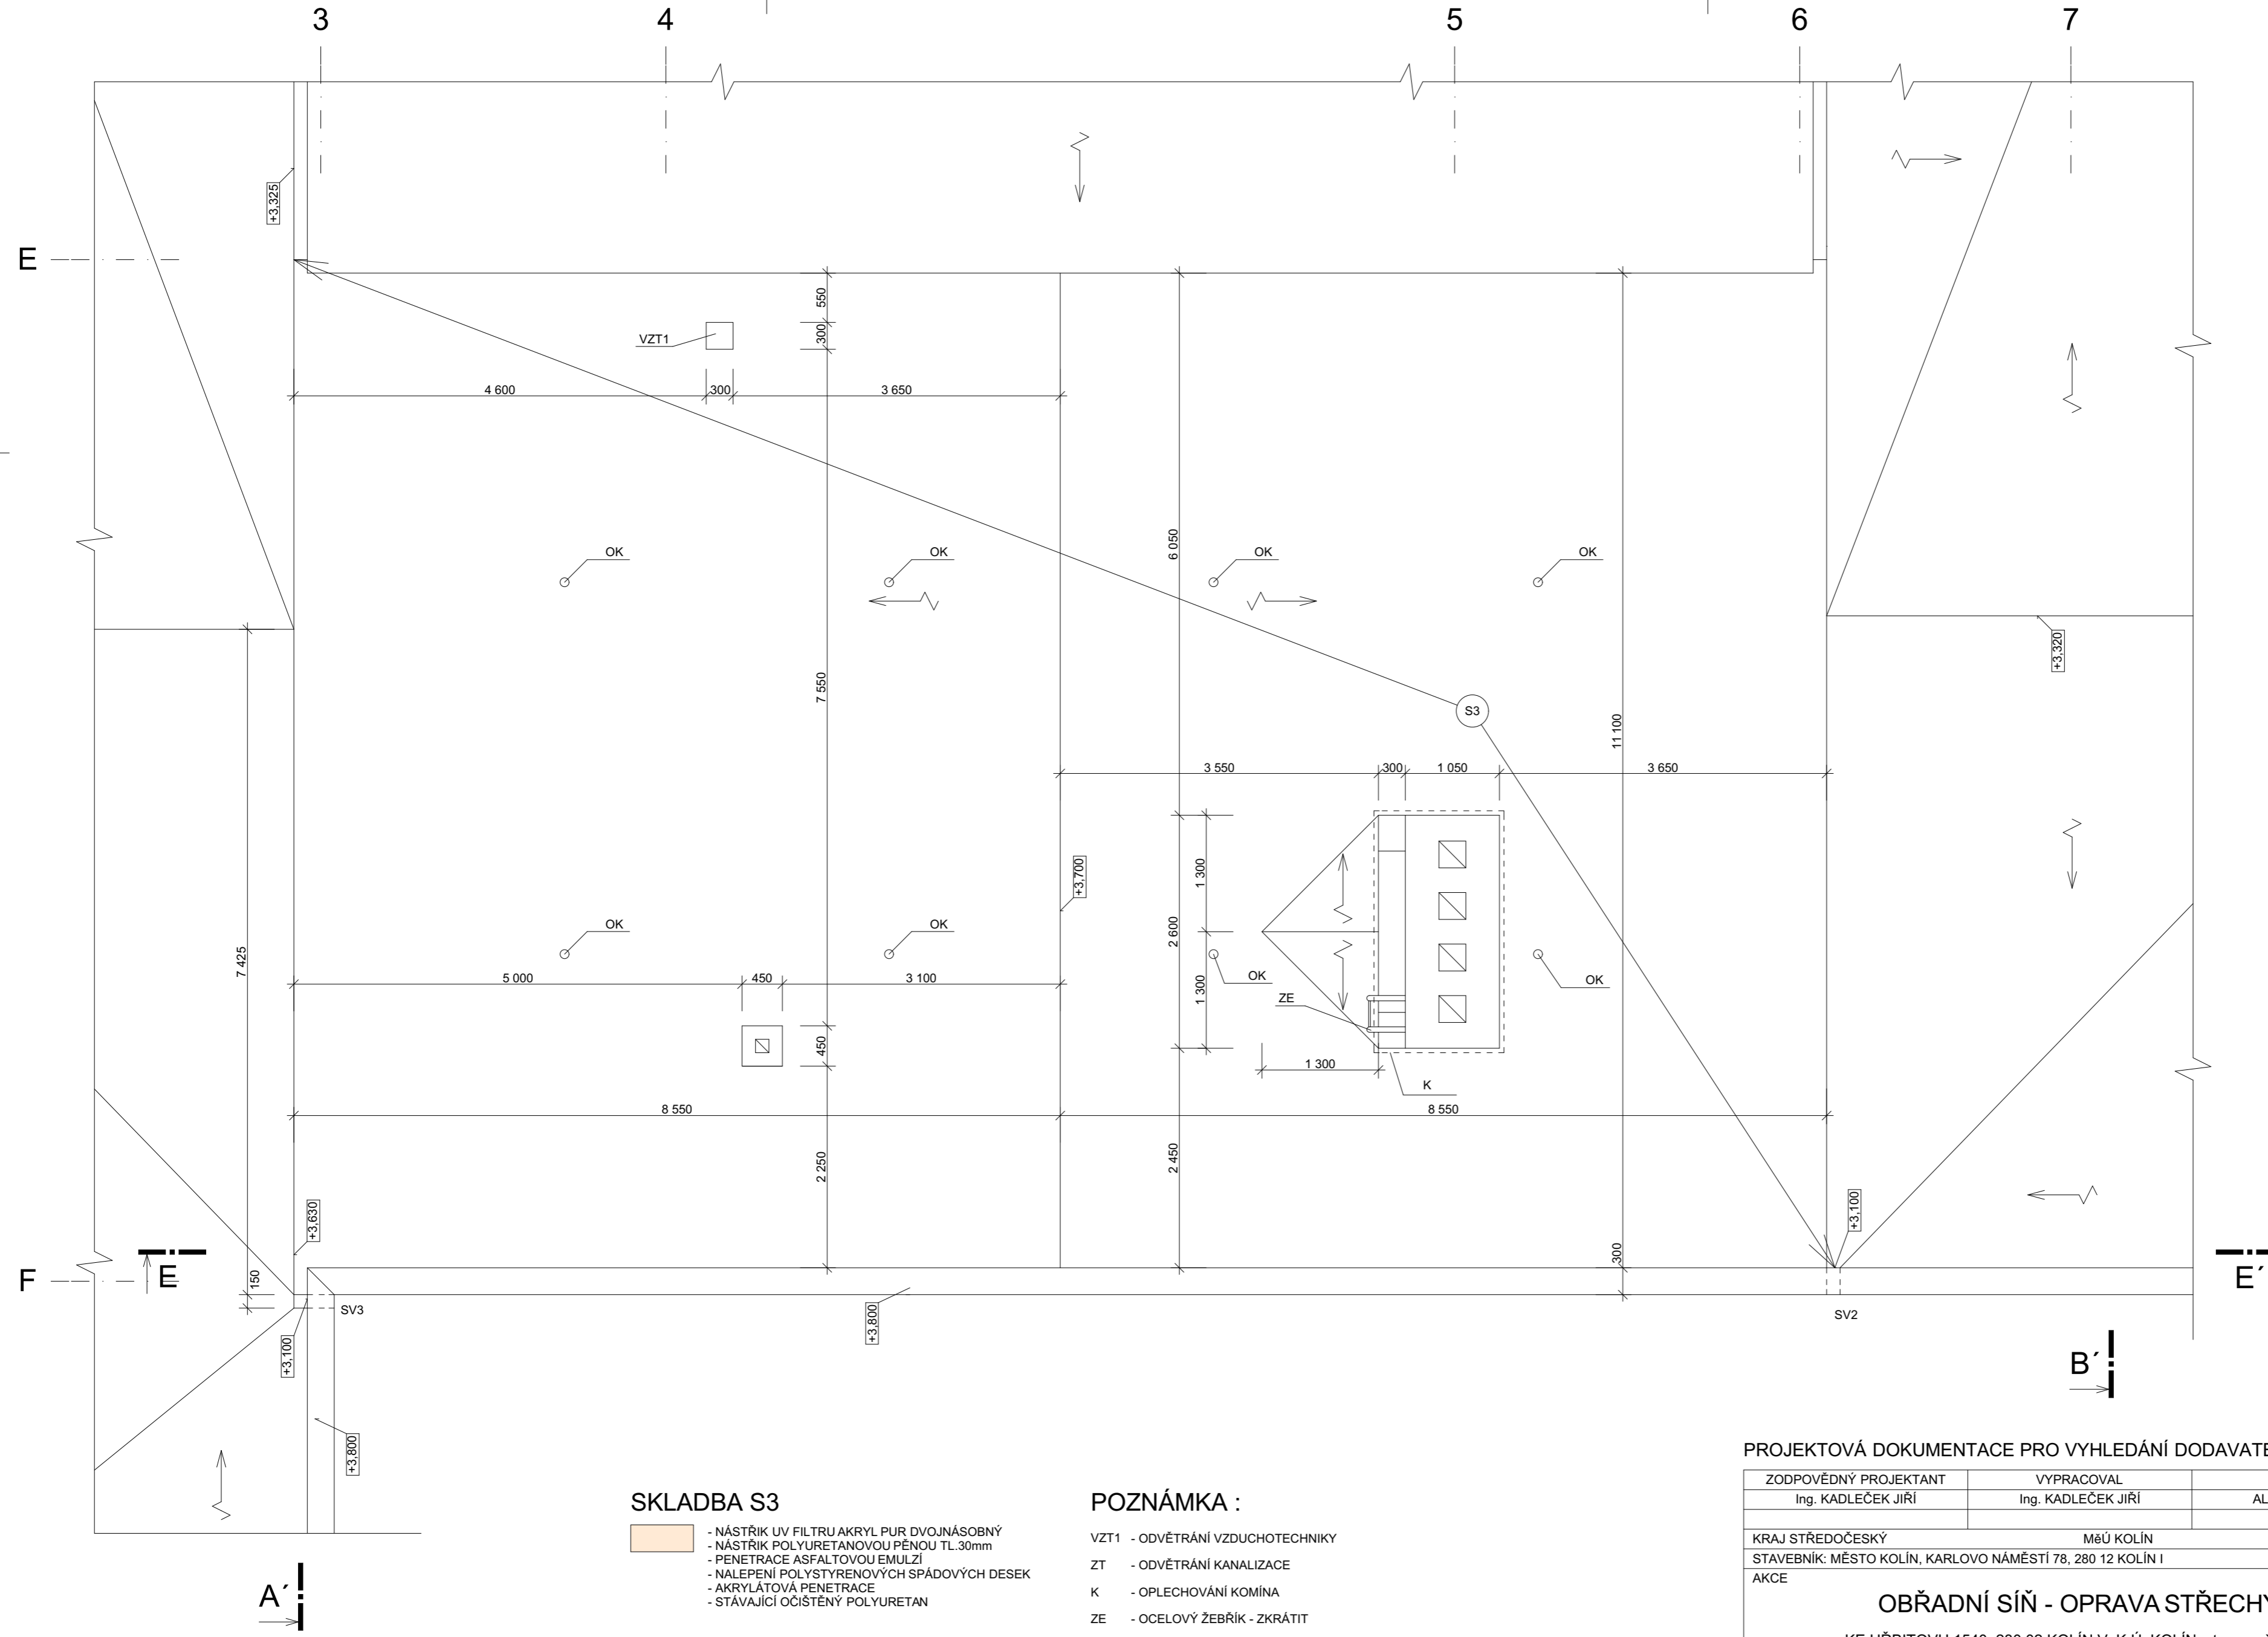 3 4 5 6 7
+3,325
E
550
300
VZT1
4 600 300 3 650
6 050
OK OK OK OK
7 550
+3,320
S3
11 100
3 550 300 1 050 3 650
1 300
+3,700
2 600
OK OK
7 425
1 300
OK OK
5 000 450 3 100
ZE
450
1 300
K
8 550 8 550
2 250
2 450
+3,630
+3,100
300
E
E´
F
150
SV3
+3,800
SV2
+3,100
B´
+3,800
A´
SKLADBA S3
- NÁSTŘIK UV FILTRU AKRYL PUR DVOJNÁSOBNÝ
- NÁSTŘIK POLYURETANOVOU PĚNOU TL.30mm
- PENETRACE ASFALTOVOU EMULZÍ
- NALEPENÍ POLYSTYRENOVÝCH SPÁDOVÝCH DESEK
- AKRYLÁTOVÁ PENETRACE
- STÁVAJÍCÍ OČIŠTĚNÝ POLYURETAN
POZNÁMKA :
VZT1 - ODVĚTRÁNÍ VZDUCHOTECHNIKY
ZT - ODVĚTRÁNÍ KANALIZACE
K - OPLECHOVÁNÍ KOMÍNA
ZE - OCELOVÝ ŽEBŘÍK - ZKRÁTIT
PROJEKTOVÁ DOKUMENTACE PRO VYHLEDÁNÍ DODAVATE
ZODPOVĚDNÝ PROJEKTANT VYPRACOVAL
Ing. KADLEČEK JIŘÍ Ing. KADLEČEK JIŘÍ AL
KRAJ STŘEDOČESKÝ MěÚ KOLÍN
STAVEBNÍK: MĚSTO KOLÍN, KARLOVO NÁMĚSTÍ 78, 280 12 KOLÍN I
AKCE
OBŘADNÍ SÍŇ - OPRAVA STŘECHY